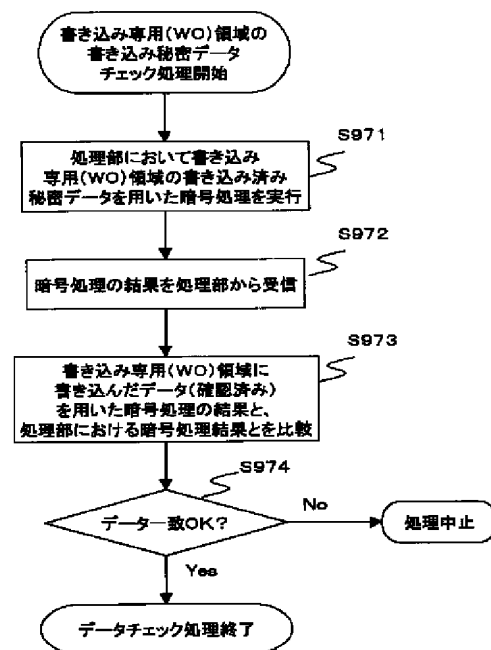 書き込み専用(WO)領域の
書き込み秘密データ
チェック処理開始
S971
処理部において書き込み
専用(WO)領域の書き込み済み
秘密データを用いた暗号処理を実行
S972
暗号処理の結果を処理部から受信
S973
書き込み専用(WO)領域に
書き込んだデータ(確認済み)
を用いた暗号処理の結果と、
処理部における暗号処理結果とを比較
S974
データ一致OK?
No
処理中止
Yes
データチェック処理終了